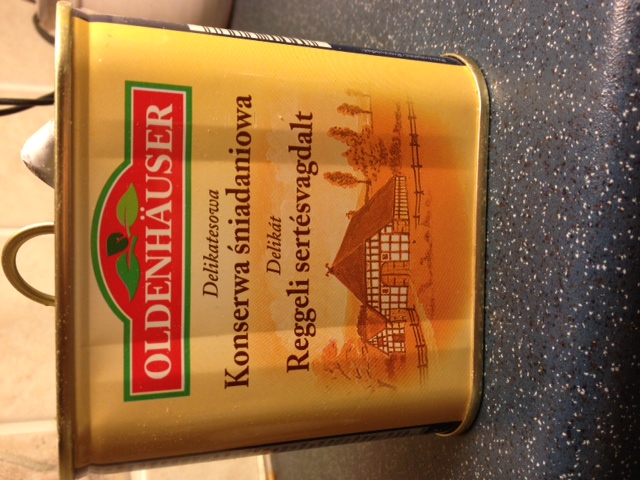 OLDENHÄUSER
Delikatesowa
Konserwa śniadaniowa
Delikát
Reggeli sertésvagdalt